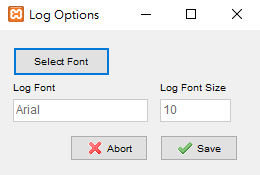 Log Options
Select Font
Log Font Log Font Size
Arial 10
Abort Save